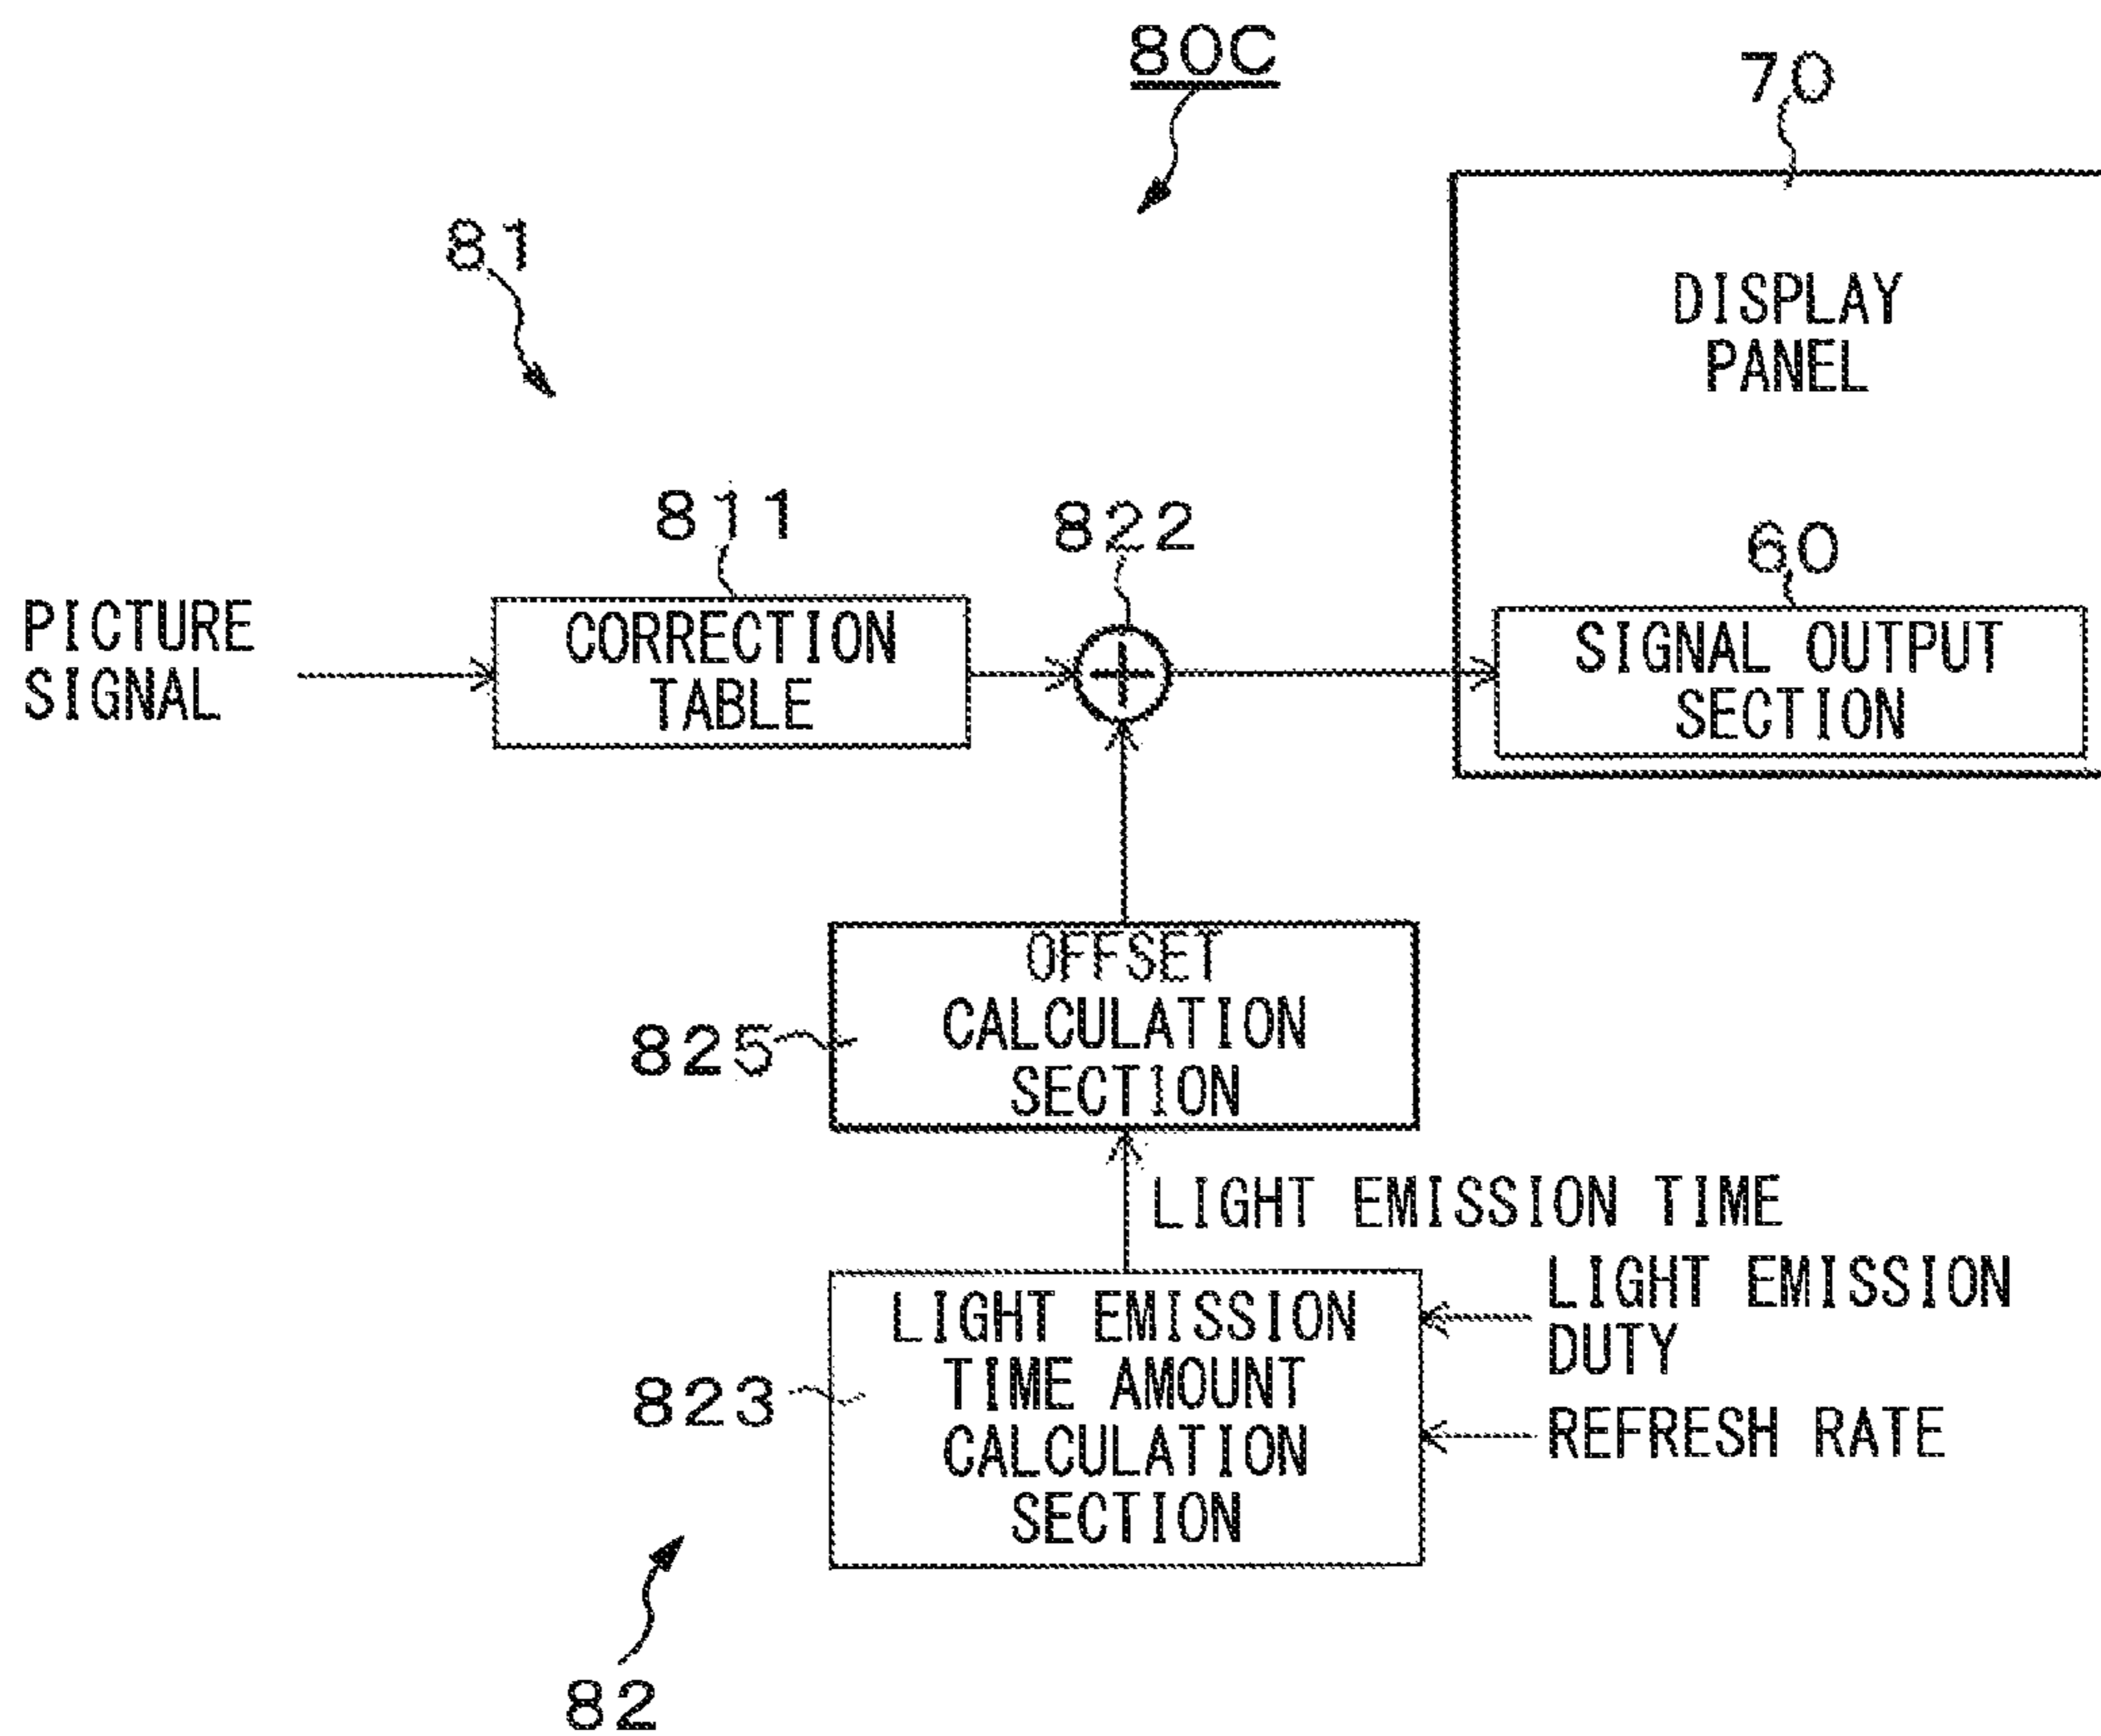 80C
70
81
DISPLAY
PANEL
811
822
60
PICTURE
SIGNAL
CORRECTION
TABLE
SIGNAL OUTPUT
SECTION
OFFSET
CALCULATION
SECTION
825
LIGHT EMISSION TIME
LIGHT EMISSION
TIME AMOUNT
CALCULATION
SECTION
823
LIGHT EMISSION
DUTY
REFRESH RATE
82